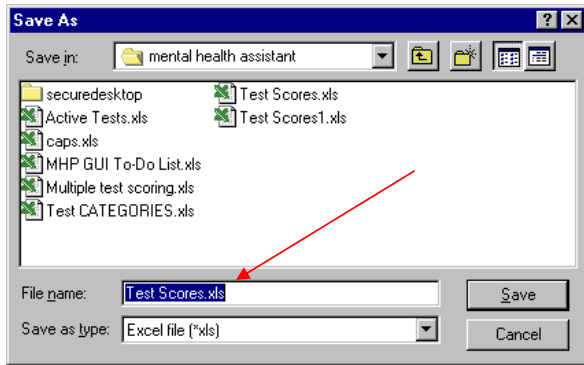 Save As
Save in: mental health assistant
securedesktop Test Scores.xls
Active Tests.xls Test Scores1.xls
caps.xls
MHP GUI To-Do List.xls
Multiple test scoring.xls
Test CATEGORIES.xls
File name: Test Scores.xls Save
Save as type: Excel file (*xls) Cancel